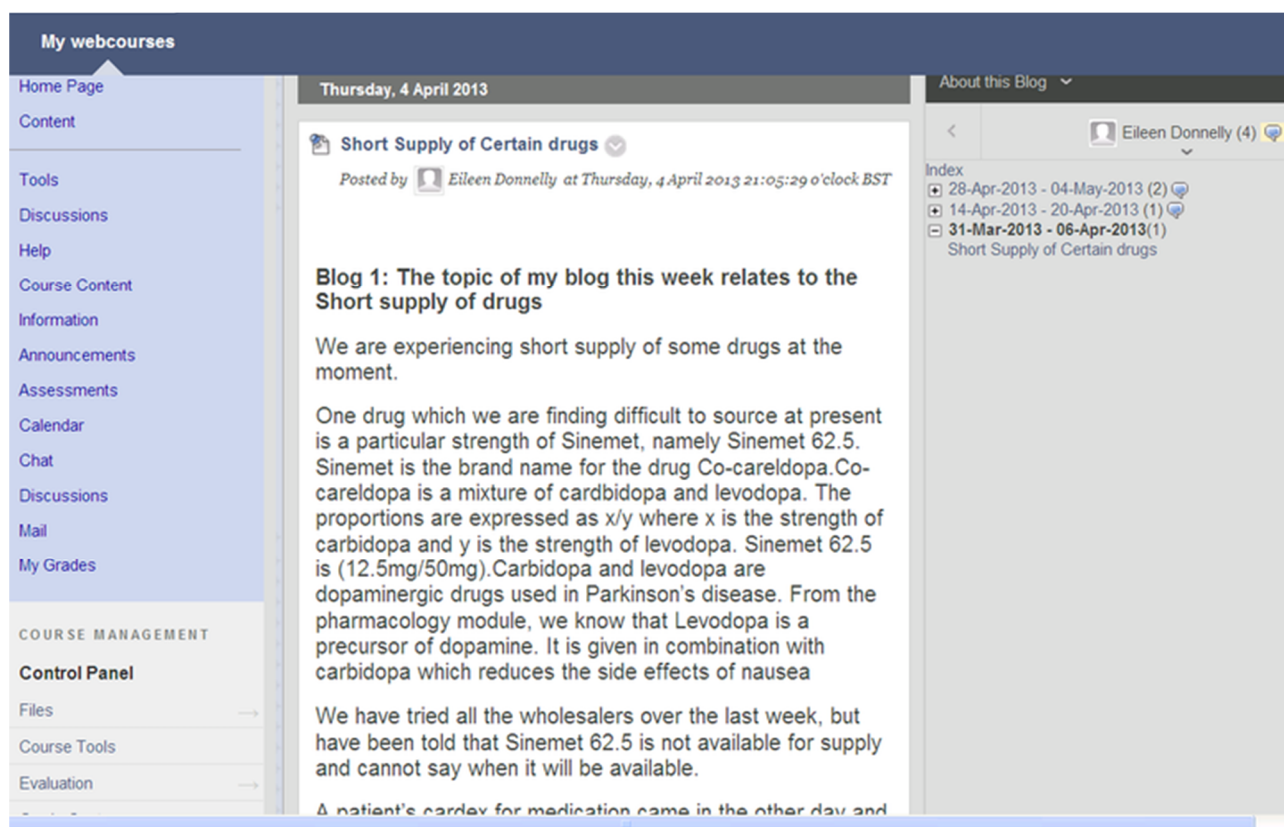 My webcourses
Home Page
Content
Tools
Discussions
Help
Course Content
Information
Announcements
Assessments
Calendar
Chat
Discussions
Mail
My Grades
COURSE MANAGEMENT
Control Panel
Files
Course Tools
Evaluation
Thursday, 4 April 2013
Short Supply of Certain drugs
Posted by Eileen Donnelly at Thursday, 4 April 2013 21:05:29 o'clock BST
Blog 1: The topic of my blog this week relates to the
Short supply of drugs
We are experiencing short supply of some drugs at the
moment.
One drug which we are finding difficult to source at present
is a particular strength of Sinemet, namely Sinemet 62.5.
Sinemet is the brand name for the drug Co-careldopa.Co-
careldopa is a mixture of cardbidopa and levodopa. The
proportions are expressed as x/y where x is the strength of
carbidopa and y is the strength of levodopa. Sinemet 62.5
is (12.5mg/50mg).Carbidopa and levodopa are
dopaminergic drugs used in Parkinson's disease. From the
pharmacology module, we know that Levodopa is a
precursor of dopamine. It is given in combination with
carbidopa which reduces the side effects of nausea
We have tried all the wholesalers over the last week, but
have been told that Sinemet 62.5 is not available for supply
and cannot say when it will be available.
A patient's cardex for medication came in the other day and
About this Blog
Eileen Donnelly (4)
Index
28-Apr-2013 - 04-May-2013 (2)
14-Apr-2013 - 20-Apr-2013 (1)
31-Mar-2013 - 06-Apr-2013(1)
Short Supply of Certain drugs